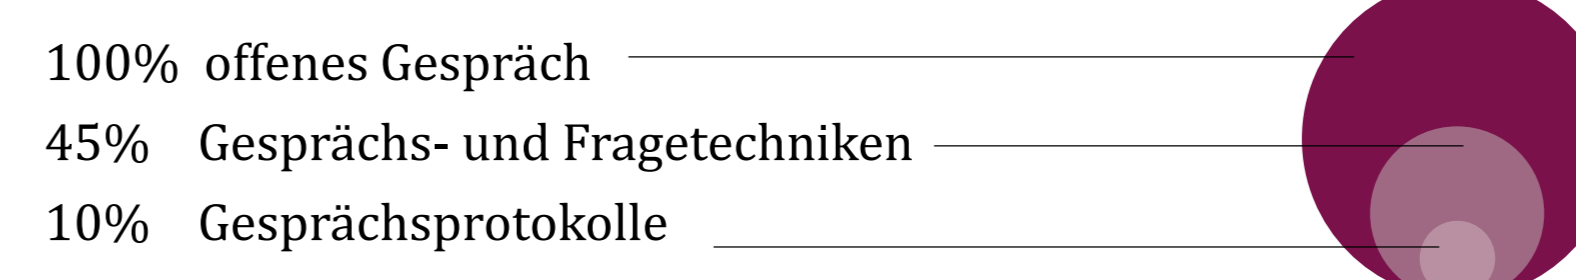 100% offenes Gespräch
45% Gesprächs- und Fragetechniken
10% Gesprächsprotokolle